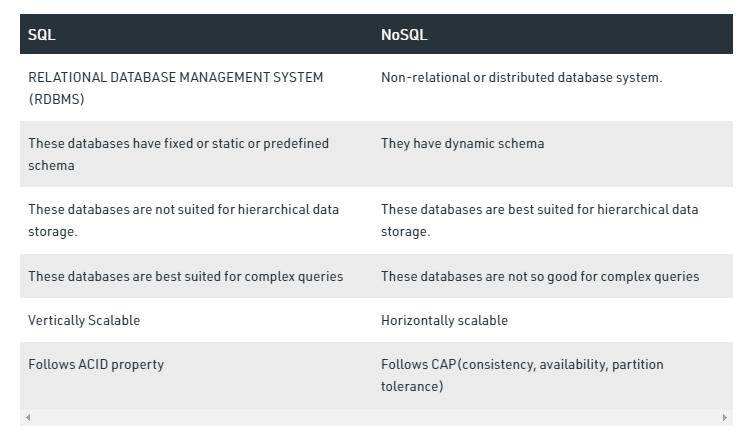 SQL
NoSQL
RELATIONAL DATABASE MANAGEMENT SYSTEM
(RDBMS)
Non-relational or distributed database system.
These databases have fixed or static or predefined
schema
They have dynamic schema
These databases are not suited for hierarchical data
storage.
These databases are best suited for hierarchical data
storage.
These databases are best suited for complex queries
These databases are not so good for complex queries
Vertically Scalable
Horizontally scalable
Follows ACID property
Follows CAP(consistency, availability, partition
tolerance)